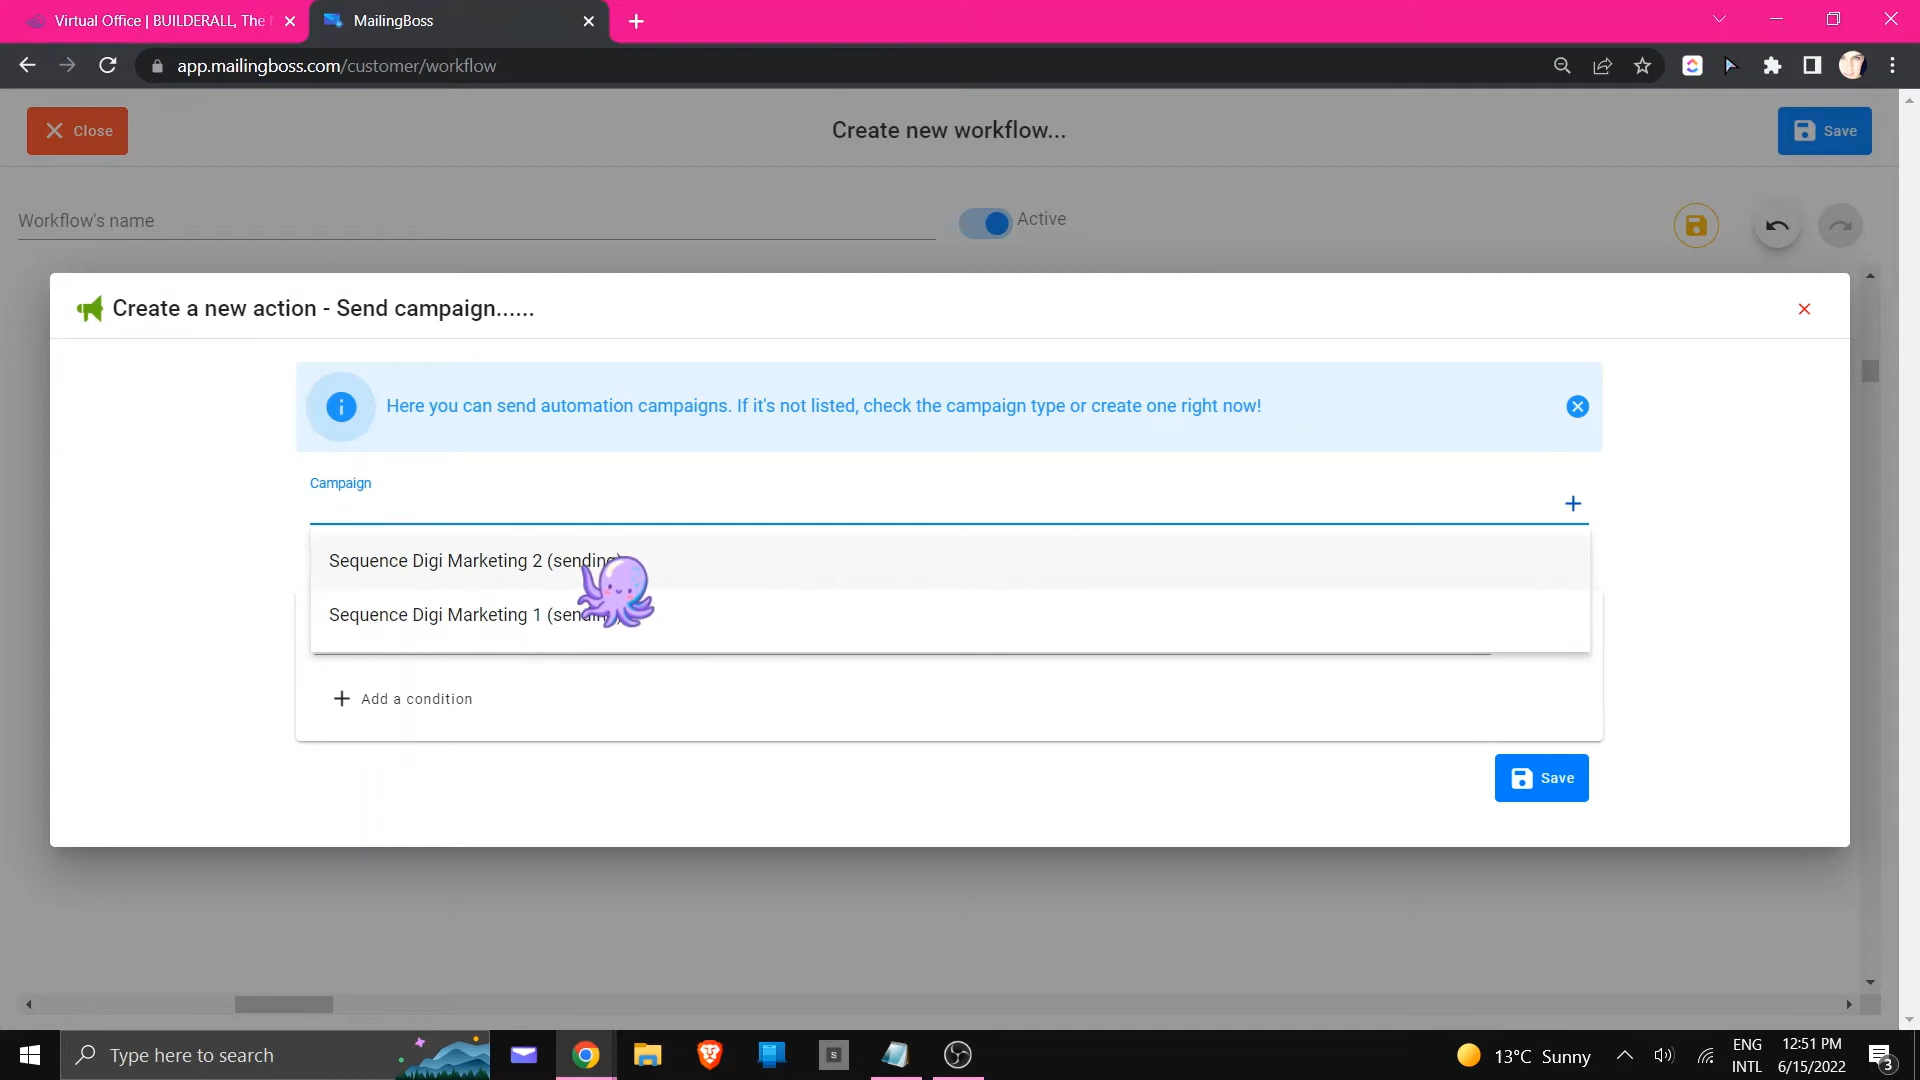 Virtual Office | BUILDERALL, The
MailingBoss
app.mailingboss.com/customer/workflow
Close
Create new workflow...
Save
Workflow's name
Active
Create a new action - Send campaign......
Here you can send automation campaigns. If it's not listed, check the campaign type or create one right now!
Campaign
Sequence Digi Marketing 2 (sending)
Sequence Digi Marketing 1 (sending)
Add a condition
Save
Type here to search
S
13°C Sunny
ENG
INTL
12:51 PM
6/15/2022
3